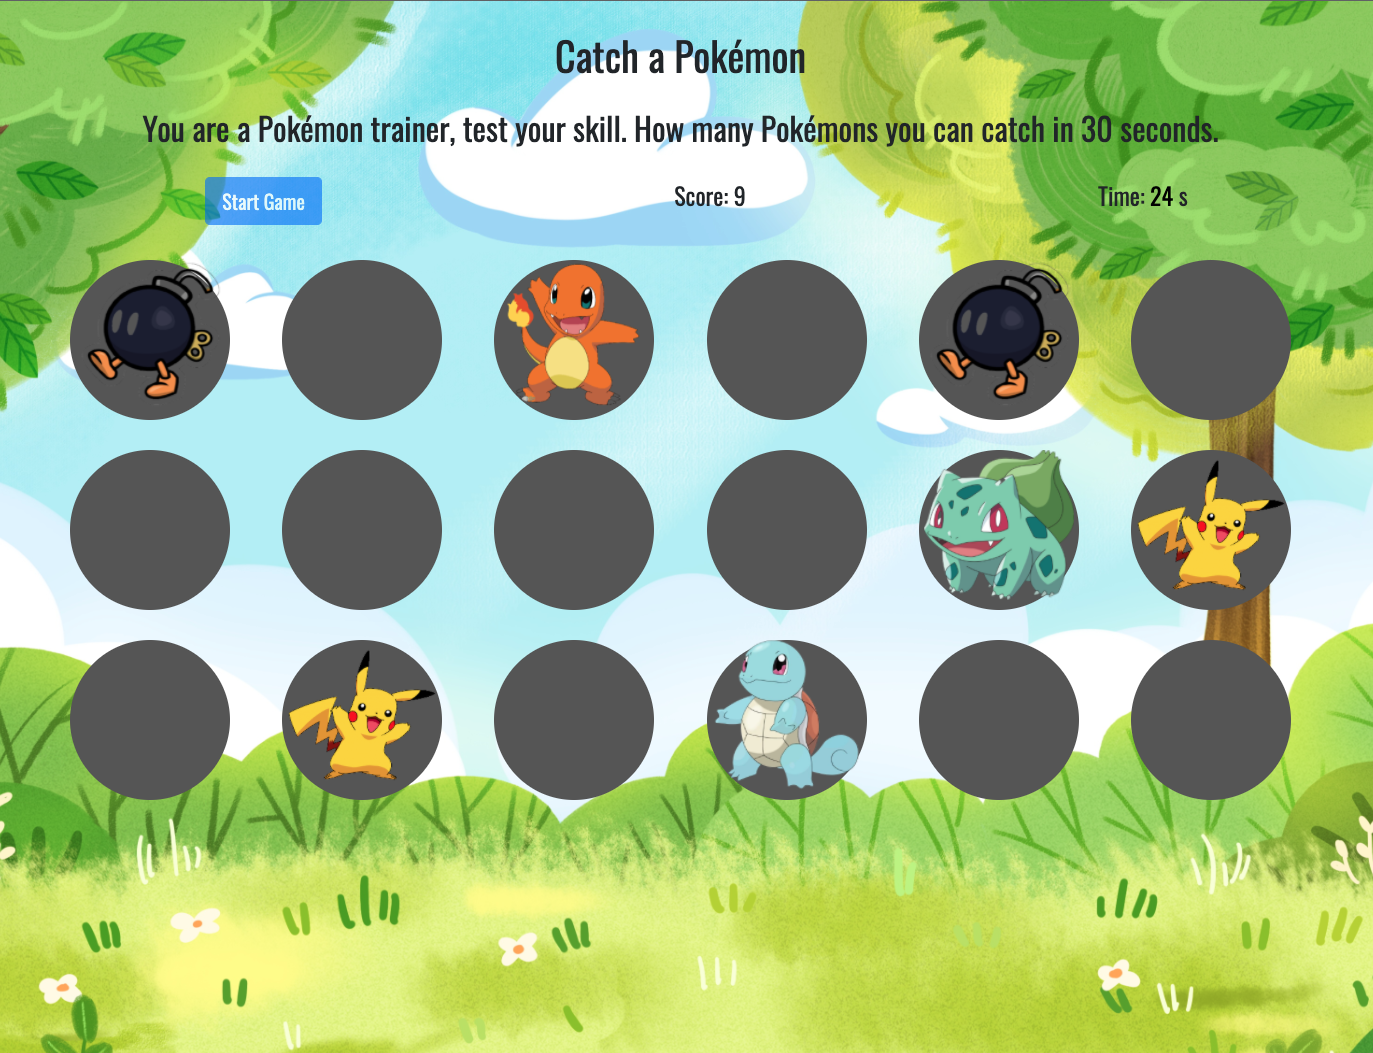 Catch a Pokémon
You are a Pokémon trainer, test your skill. How many Pokémons you can catch in 30 seconds.
Start Game
Score: 9
Time: 24 s